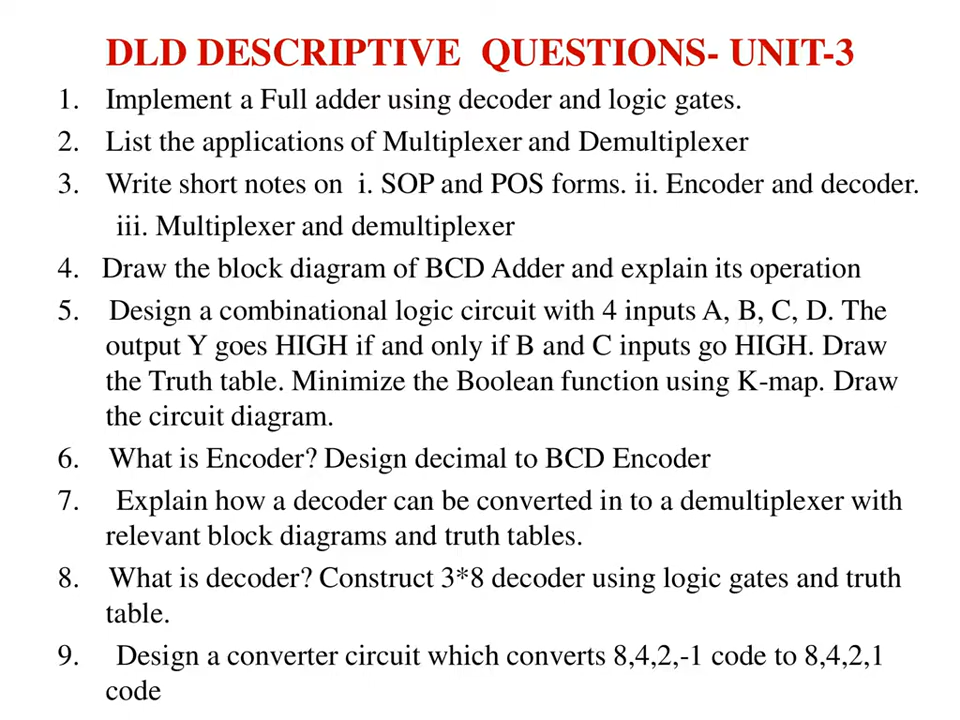 DLD DESCRIPTIVE QUESTIONS- UNIT-3
1. Implement a Full adder using decoder and logic gates.
2. List the applications of Multiplexer and Demultiplexer
3. Write short notes on i. SOP and POS forms. ii. Encoder and decoder.
iii. Multiplexer and demultiplexer
4. Draw the block diagram of BCD Adder and explain its operation
5. Design a combinational logic circuit with 4 inputs A, B, C, D. The
output Y goes HIGH if and only if B and C inputs go HIGH. Draw
the Truth table. Minimize the Boolean function using K-map. Draw
the circuit diagram.
6. What is Encoder? Design decimal to BCD Encoder
7. Explain how a decoder can be converted in to a demultiplexer with
relevant block diagrams and truth tables.
8. What is decoder? Construct 3*8 decoder using logic gates and truth
table.
9. Design a converter circuit which converts 8,4,2,-1 code to 8,4,2,1
code